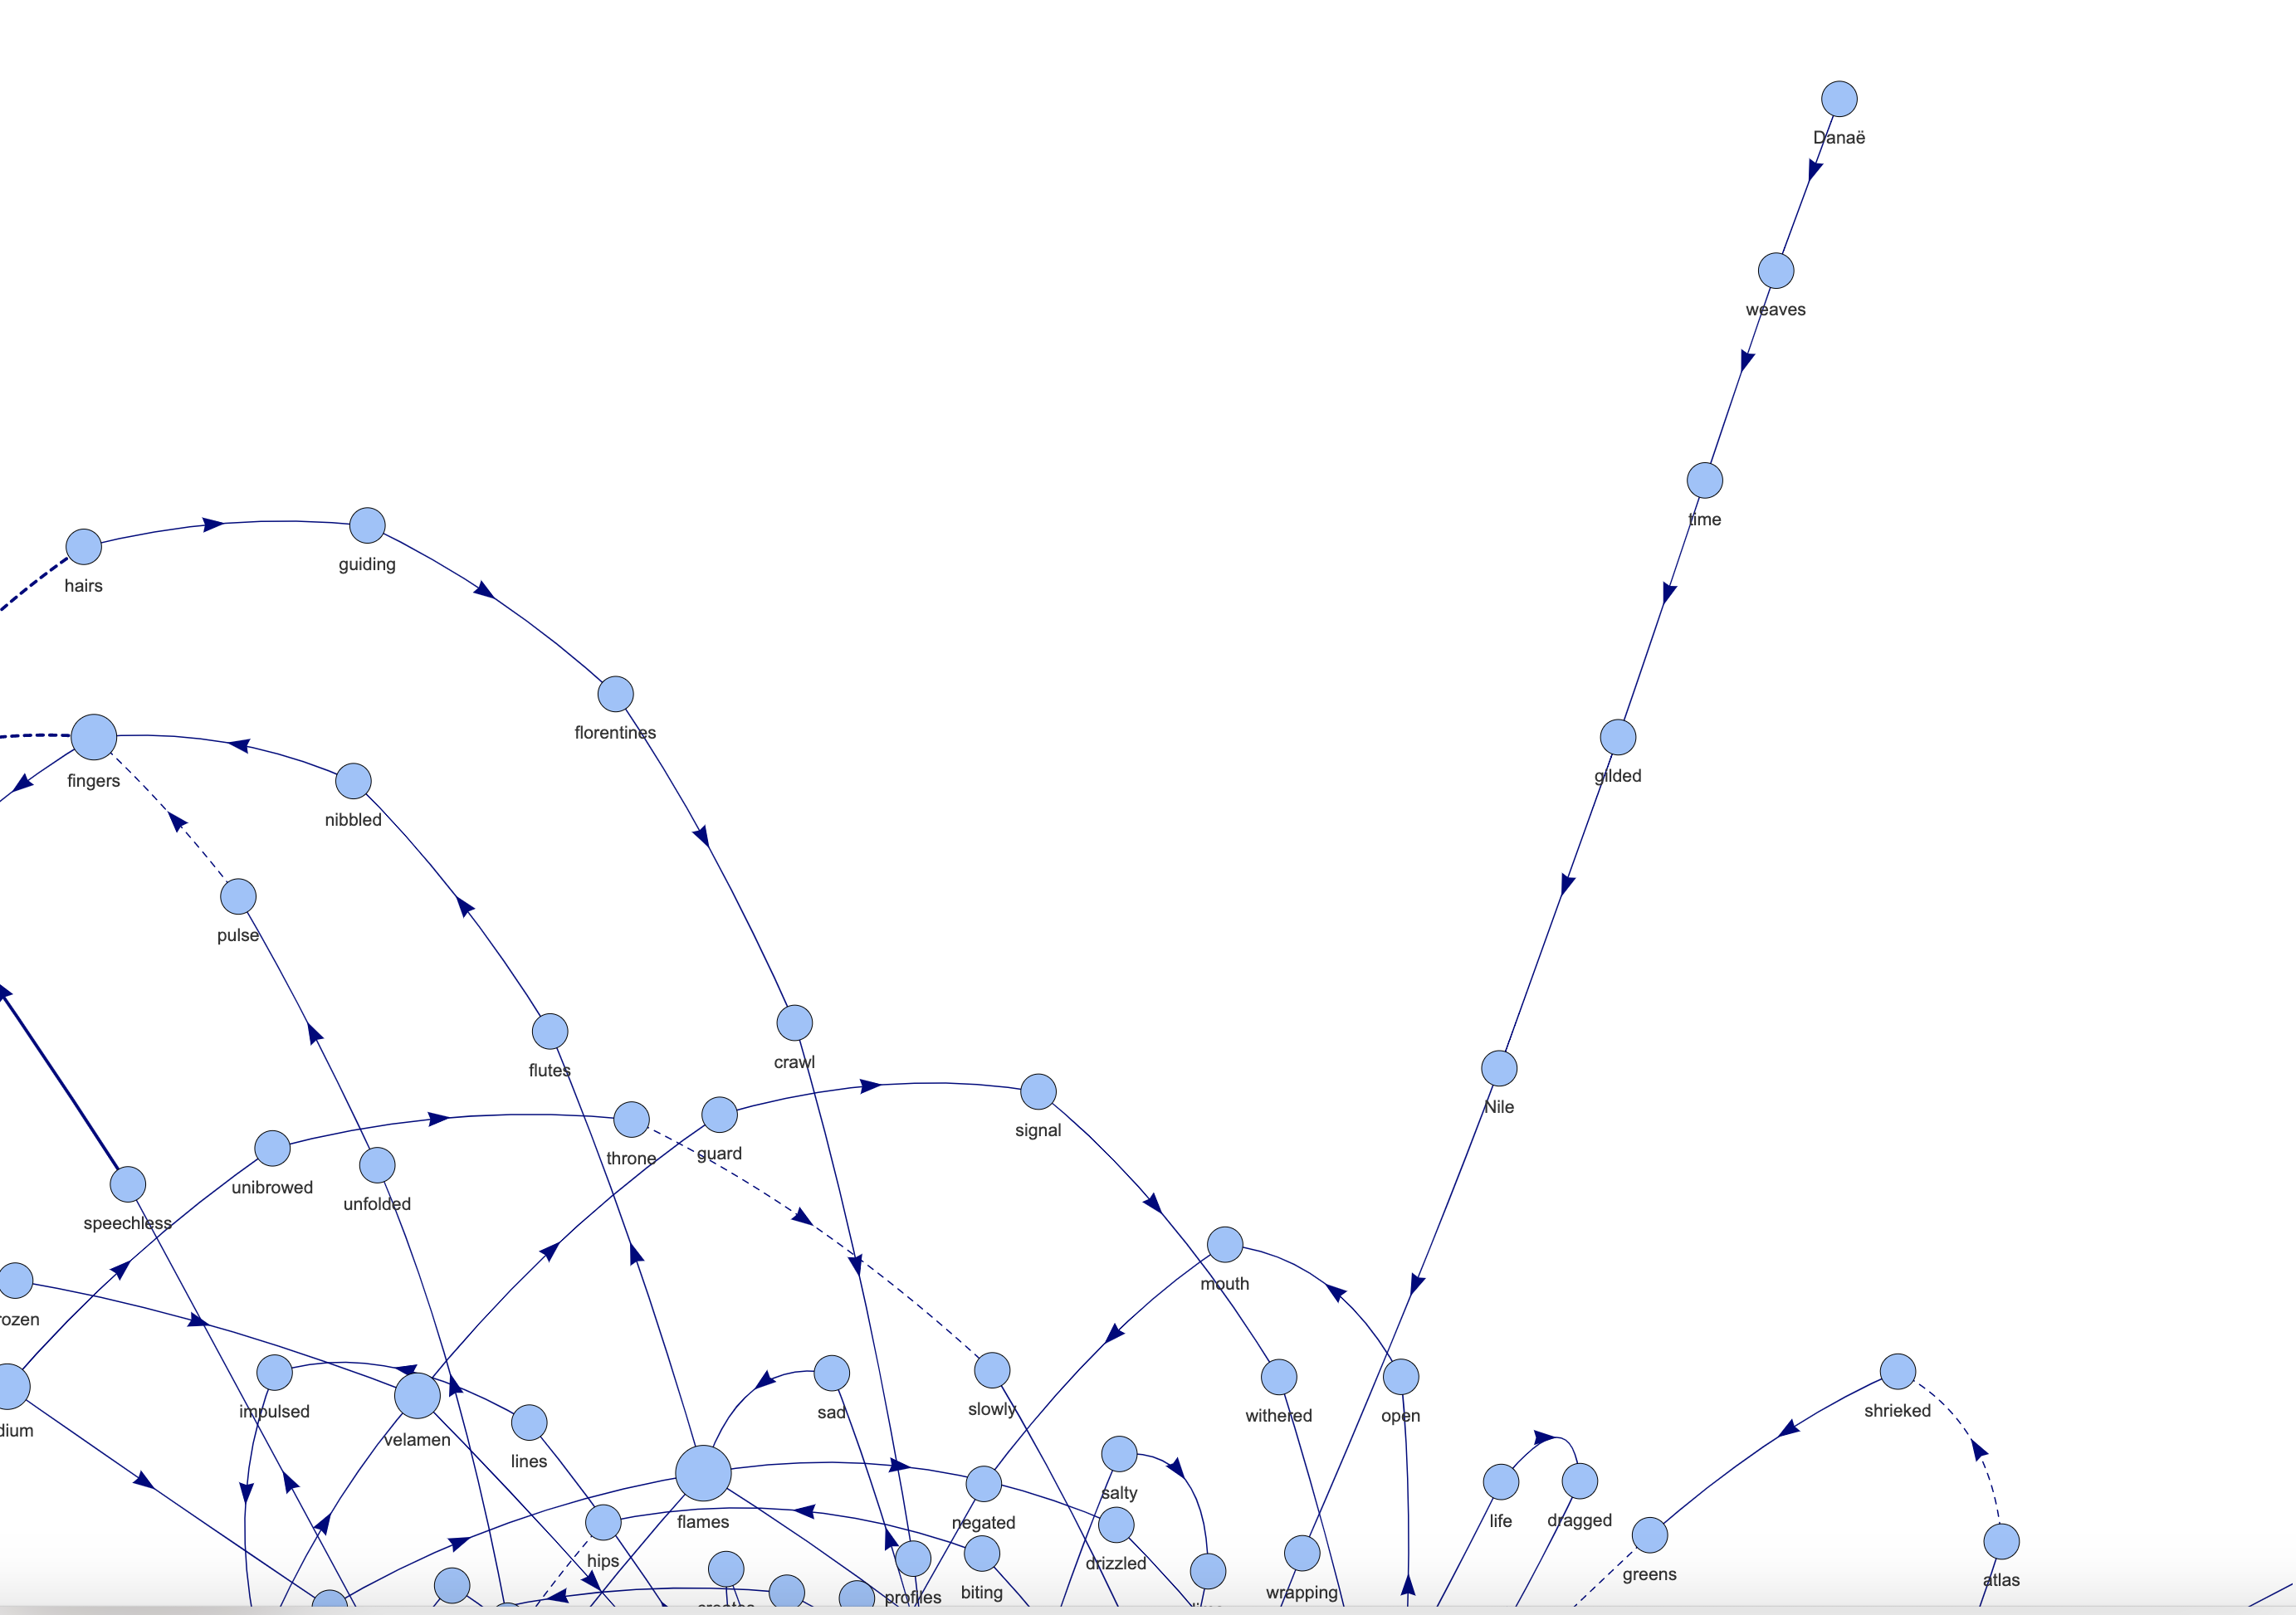 Danaë
weaves
time
guiding
hairs
florentines
gilded
fingers
nibbled
pulse
crawl
flutes
Nile
signal
guard
throne
unibrowed
unfolded
speechless
mouth
rozen
impulsed
sad
slowly
withered
open
shrieked
dium
velamen
lines
salty
flames
negated
life
dragged
hips
drizzled
greens
atlas
biting
wrapping
profiles